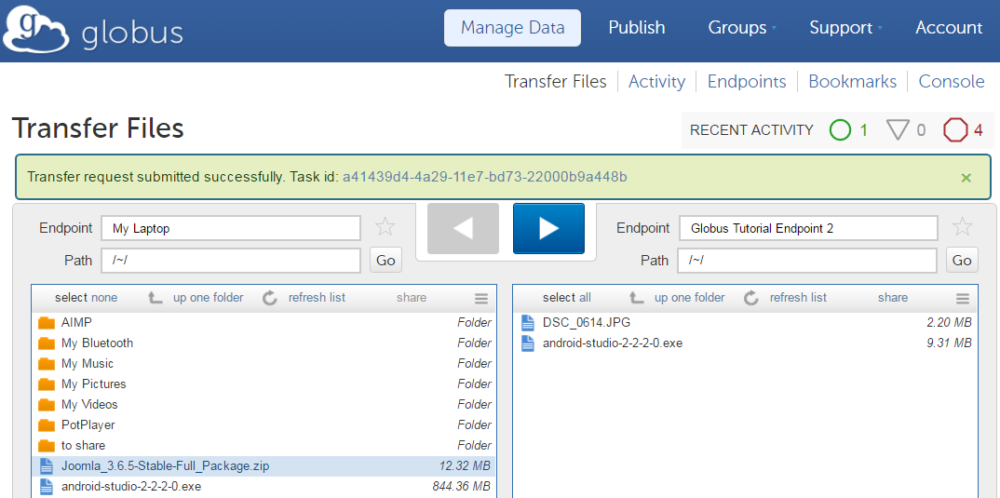 globus Manage Data Publish Groups Support Account
Transfer Files Activity Endpoints Bookmarks Console
Transfer Files RECENT ACTIVITY 1 0 4
Transfer request submitted successfully. Task id: a41439d4-4a29-11e7-bd73-22000b9a448b ×
Endpoint My Laptop
Path /~/ Go
Endpoint Globus Tutorial Endpoint 2
Path /~/ Go
select none up one folder refresh list share
AIMP Folder
My Bluetooth Folder
My Music Folder
My Pictures Folder
My Videos Folder
PotPlayer Folder
to share Folder
Joomla_3.6.5-Stable-Full_Package.zip 12.32 MB
android-studio-2-2-2-0.exe 844.36 MB
select all up one folder refresh list share
DSC_0614.JPG 2.20 MB
android-studio-2-2-2-0.exe 9.31 MB